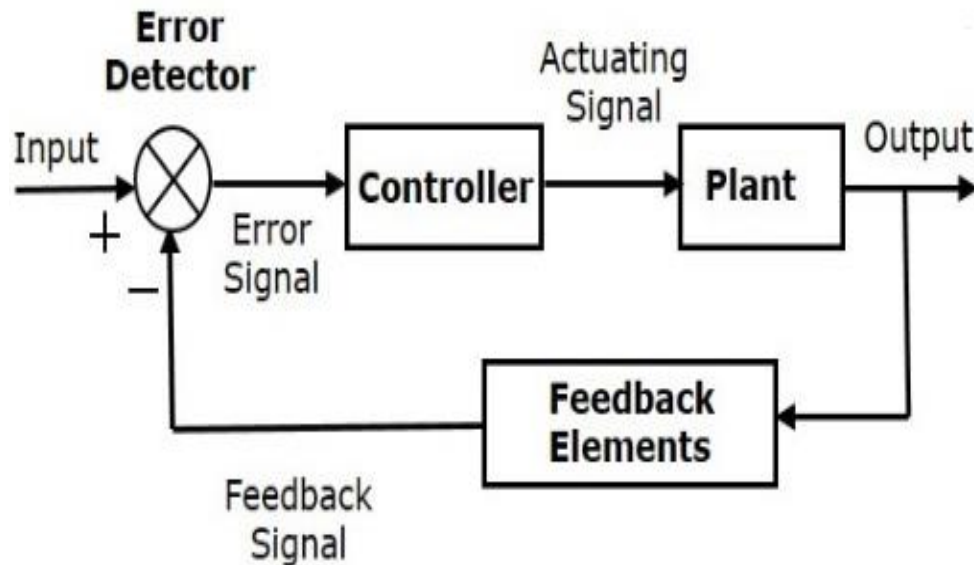 Error
Detector
Input
+
−
Error
Signal
Controller
Actuating
Signal
Plant
Output
Feedback
Elements
Feedback
Signal